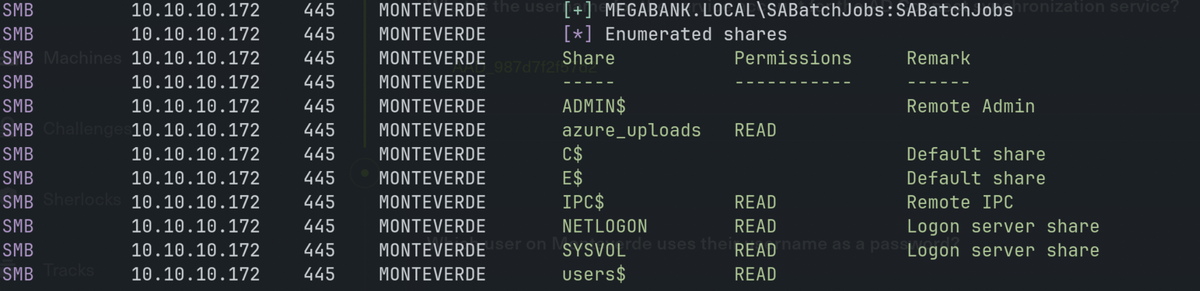 SMB 10.10.10.172 445 MONTEVERDE [+] MEGABANK.LOCAL\SABatchJobs:SABatchJobs
SMB 10.10.10.172 445 MONTEVERDE [*] Enumerated shares
SMB 10.10.10.172 445 MONTEVERDE Share Permissions Remark
SMB 10.10.10.172 445 MONTEVERDE ----- ----------- ------
SMB 10.10.10.172 445 MONTEVERDE ADMIN$ Remote Admin
SMB 10.10.10.172 445 MONTEVERDE azure_uploads READ
SMB 10.10.10.172 445 MONTEVERDE C$ Default share
SMB 10.10.10.172 445 MONTEVERDE E$ Default share
SMB 10.10.10.172 445 MONTEVERDE IPC$ READ Remote IPC
SMB 10.10.10.172 445 MONTEVERDE NETLOGON READ Logon server share
SMB 10.10.10.172 445 MONTEVERDE SYSVOL READ Logon server share
SMB 10.10.10.172 445 MONTEVERDE users$ READ
Machines
Challenges
Sherlocks
Tracks